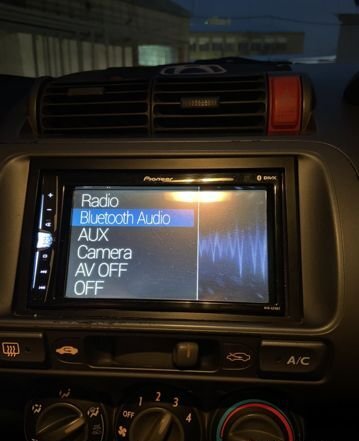 Pioneer
DIVX
Radio
Bluetooth Audio
AUX
Camera
AV OFF
OFF
A/C
OFF 1 2 3 4